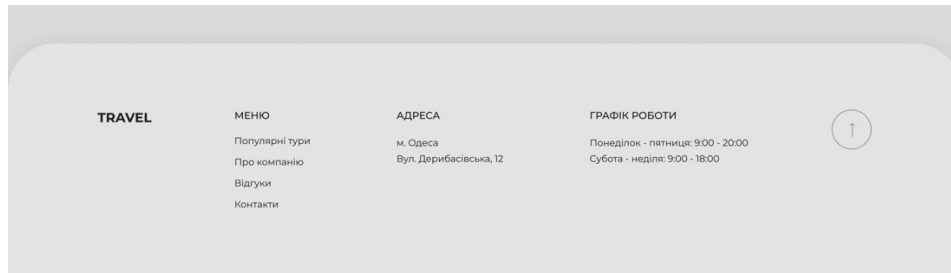 TRAVEL
МЕНЮ
Популярні тури
Про компанію
Відгуки
Контакти
АДРЕСА
м. Одеса
Вул. Дерибасівська, 12
ГРАФІК РОБОТИ
Понеділок - пятниця: 9:00 - 20:00
Субота - неділя: 9:00 - 18:00